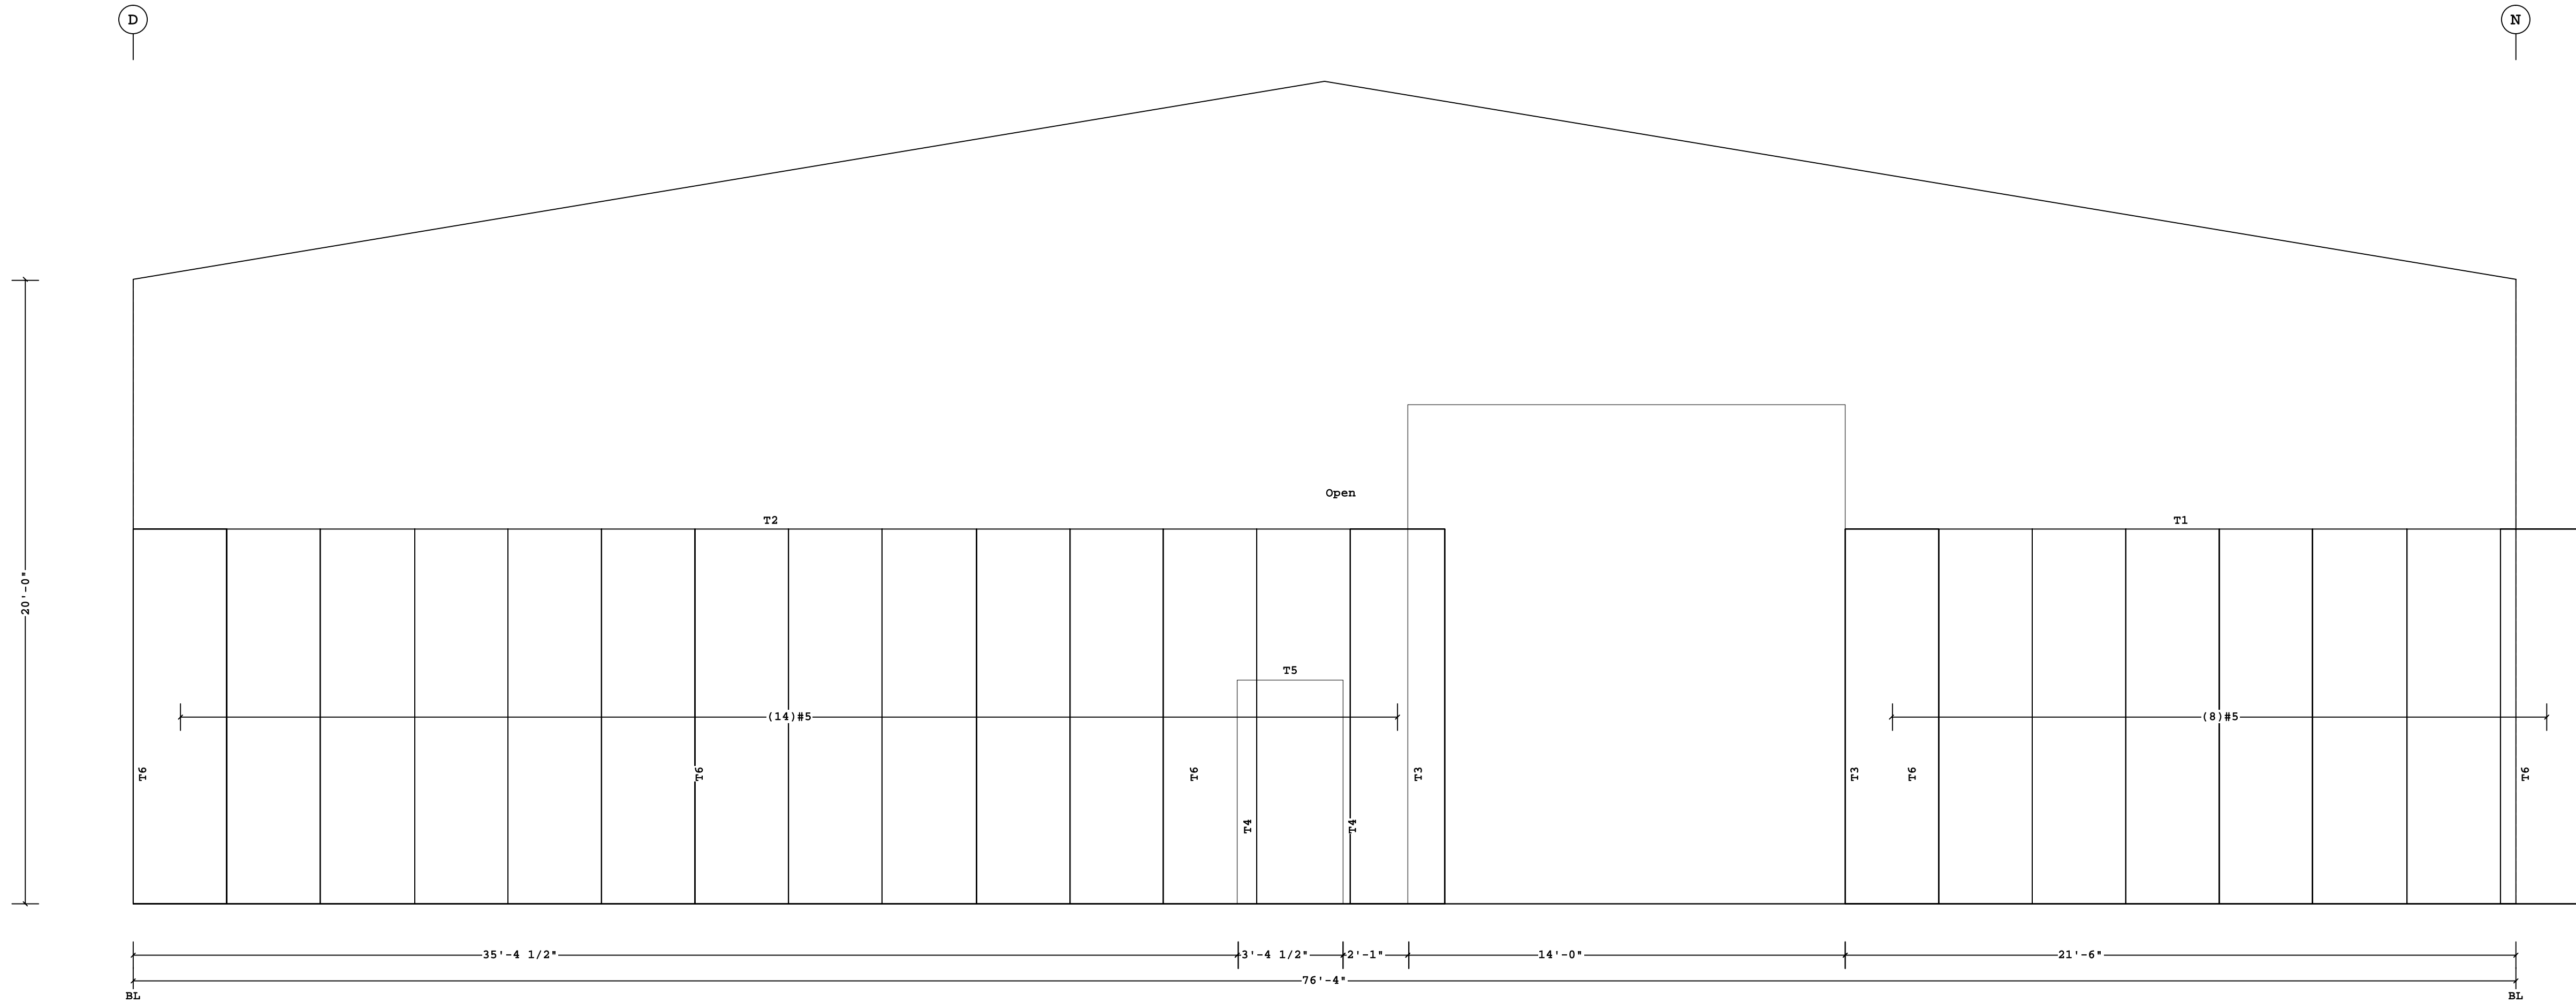 D
N
Open
T2
T1
20'-0"
T5
(14)#5
(8)#5
T6
T6
T6
T3
T3
T6
T6
T4
T4
35'-4 1/2"
3'-4 1/2"
2'-1"
14'-0"
21'-6"
76'-4"
BL
BL